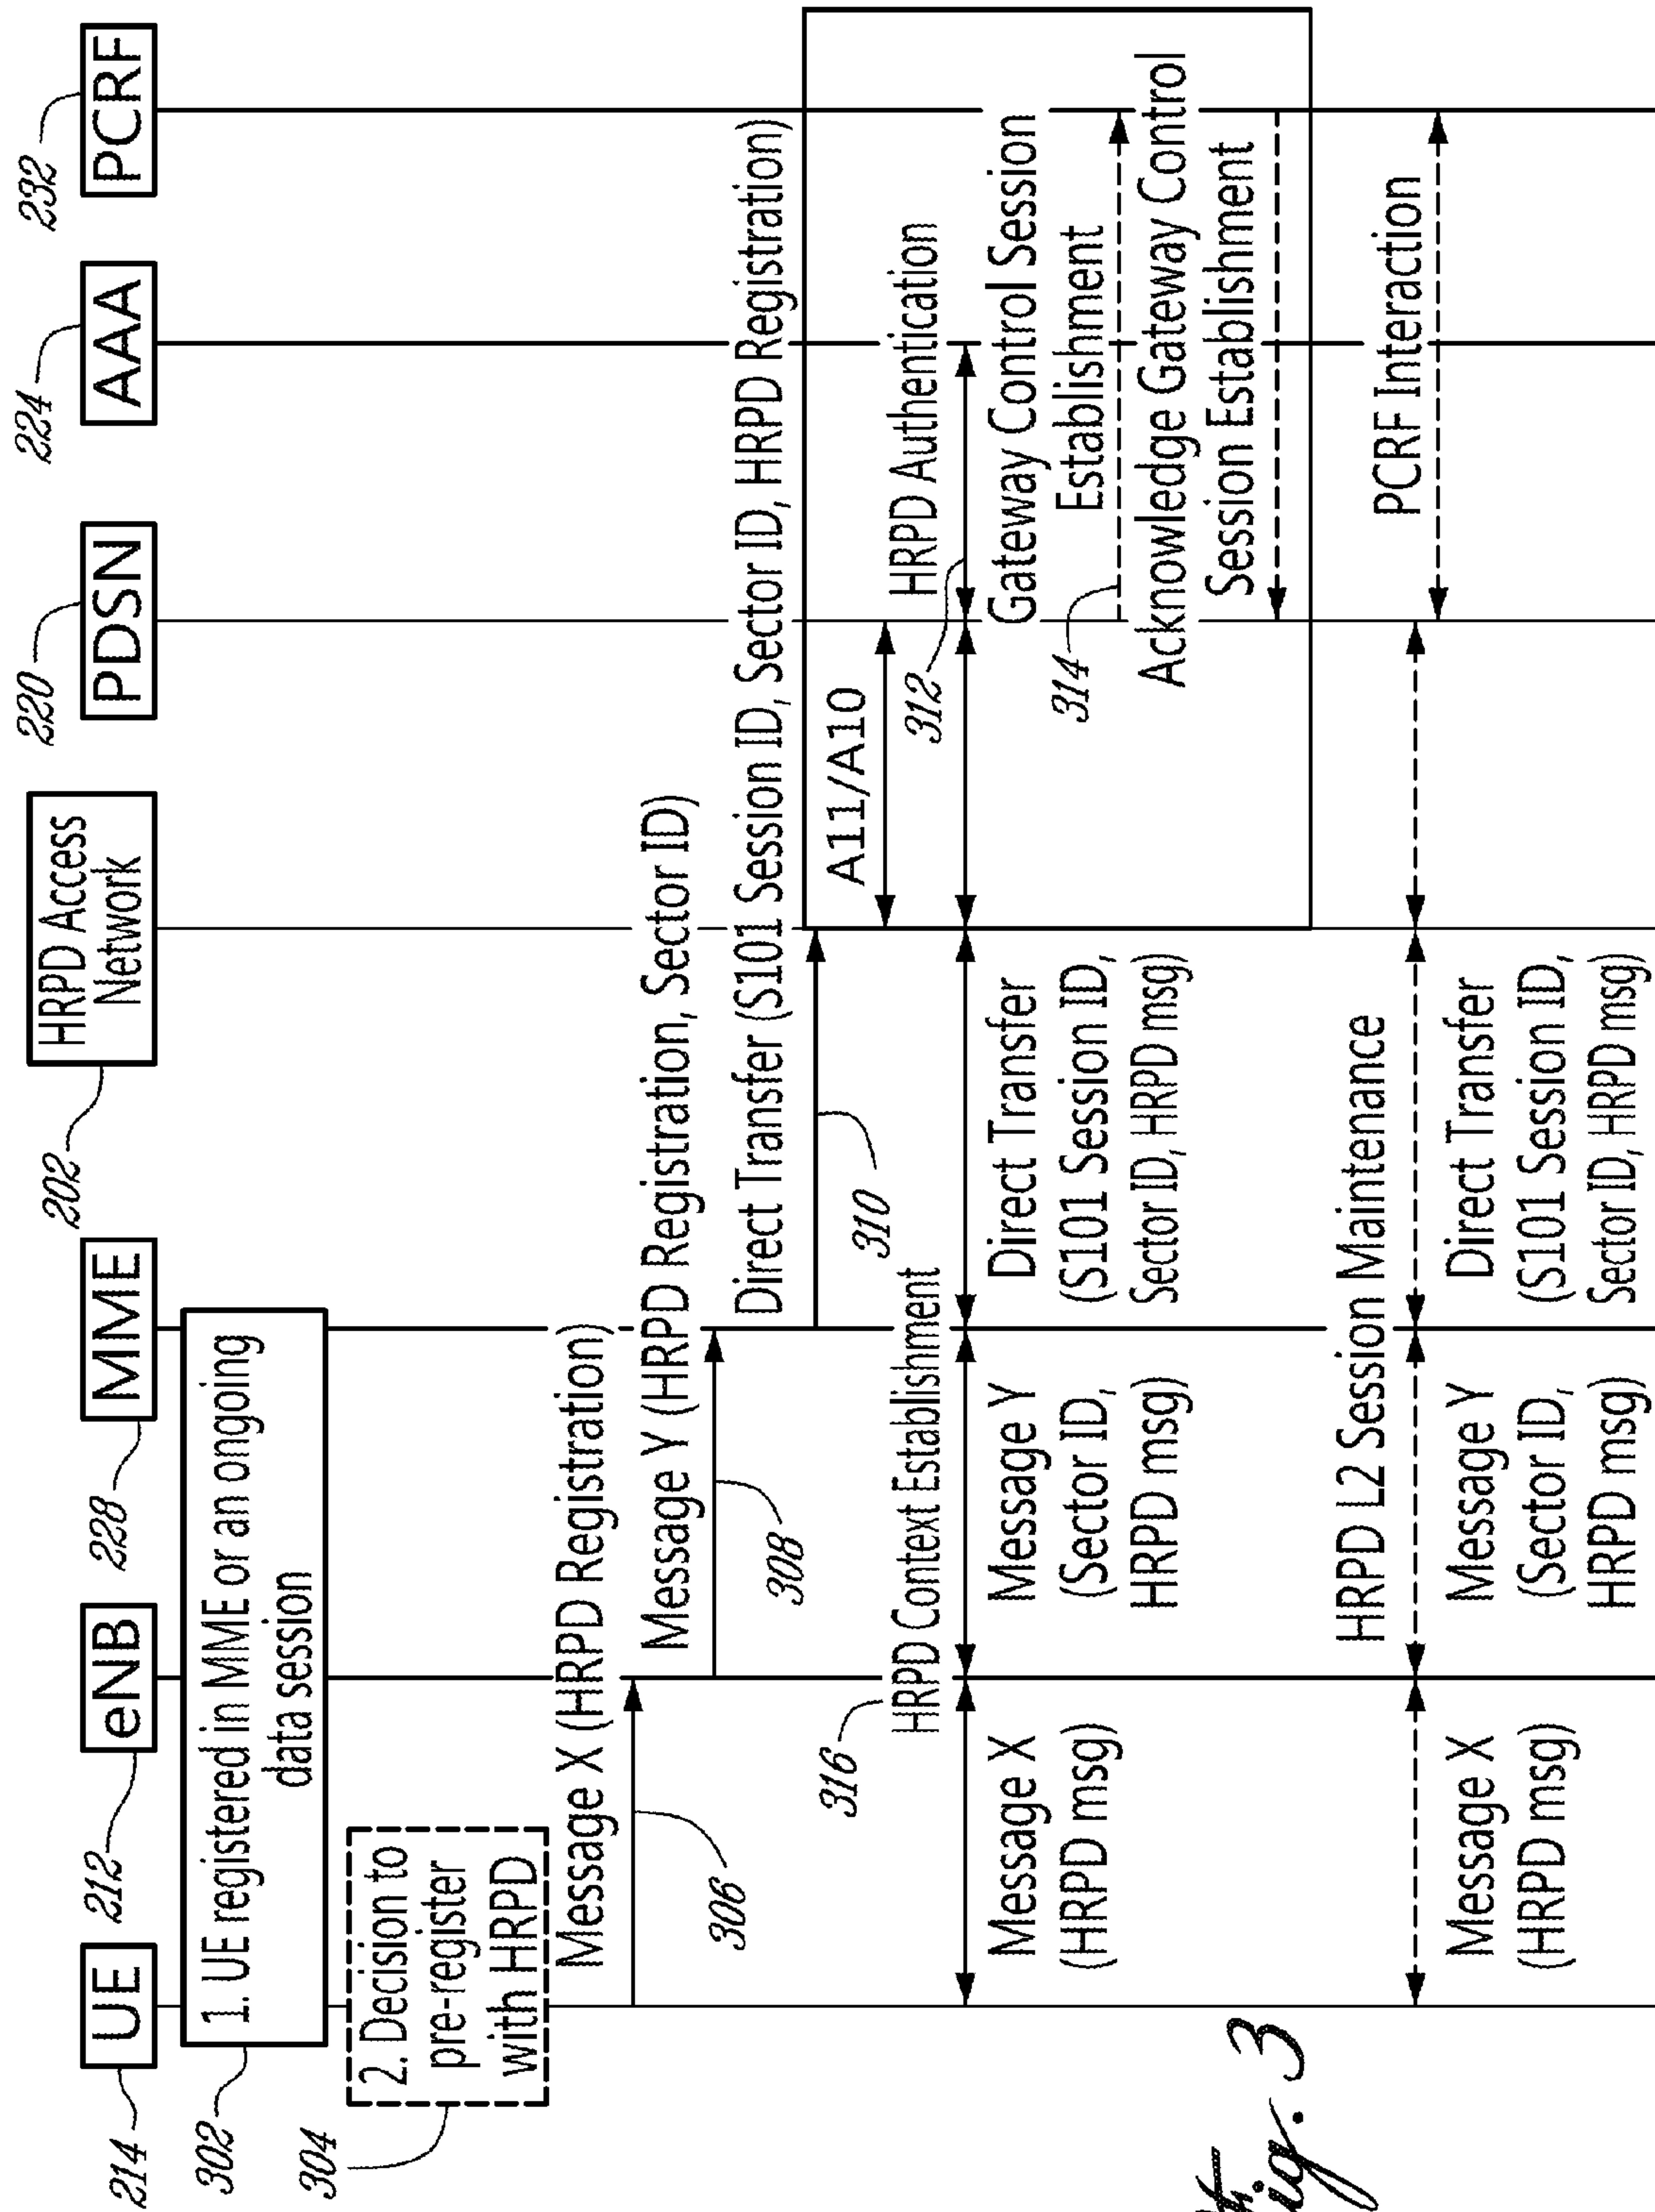 214
UE
212
eNB
228
MME
202
HRPD Access
Network
220
PDSN
224
AAA
232
PCRF
302
1. UE registered in MME or an ongoing
data session
304
2. Decision to
pre-register
with HRPD
Message X (HRPD Registration)
306
Message Y (HRPD Registration, Sector ID)
308
Direct Transfer (S101 Session ID, Sector ID, HRPD Registration)
310
A11/A10
316
HRPD Context Establishment
312
HRPD Authentication
Message X
(HRPD msg)
Message Y
(Sector ID,
HRPD msg)
Direct Transfer
(S101 Session ID,
Sector ID, HRPD msg)
Gateway Control Session
Establishment
314
Acknowledge Gateway Control
Session Establishment
HRPD L2 Session Maintenance
PCRF Interaction
Message X
(HRPD msg)
Message Y
(Sector ID,
HRPD msg)
Direct Transfer
(S101 Session ID,
Sector ID, HRPD msg)
Fig. 3